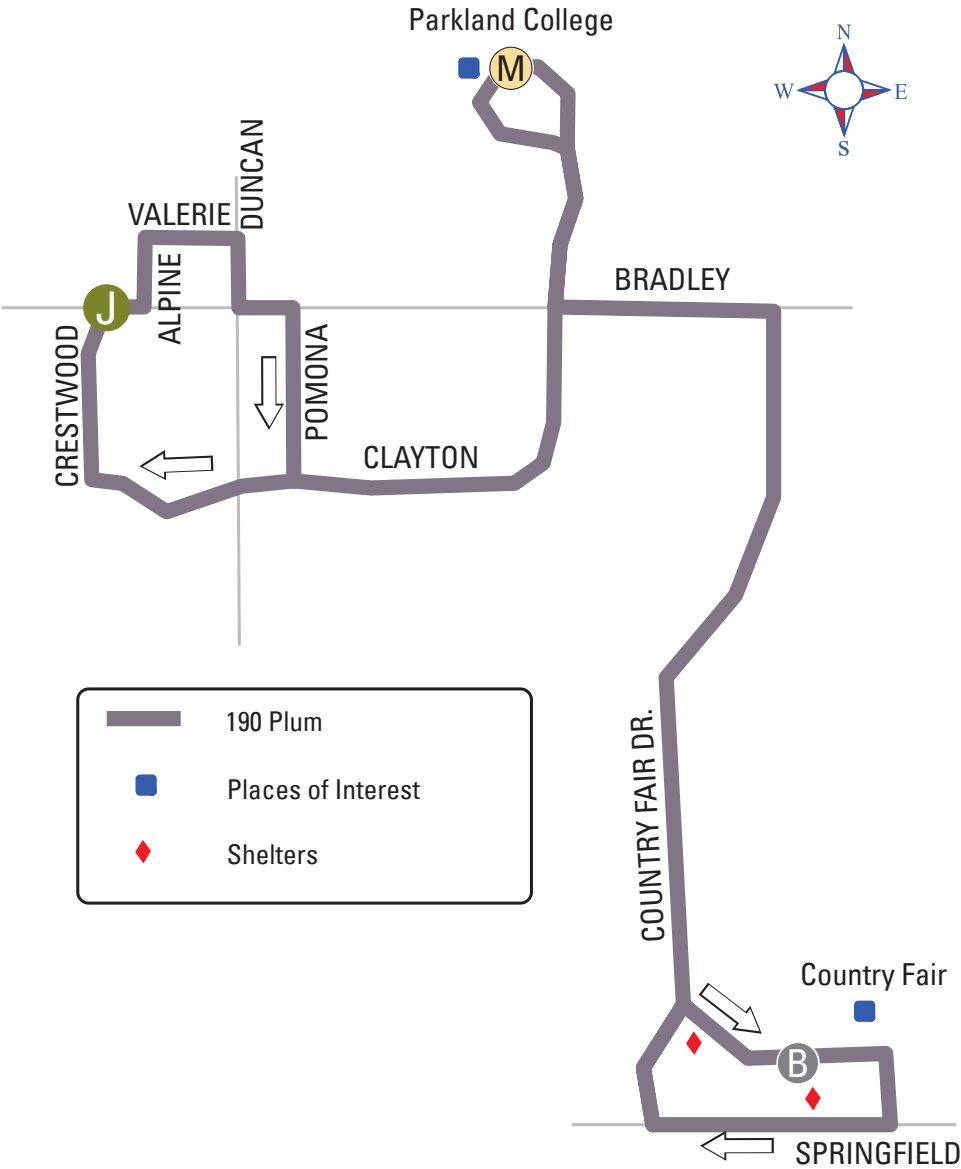 Parkland College
M
N
W
E
S
DUNCAN
VALERIE
ALPINE
BRADLEY
J
CRESTWOOD
POMONA
CLAYTON
190 Plum
Places of Interest
Shelters
COUNTRY FAIR DR.
Country Fair
B
SPRINGFIELD